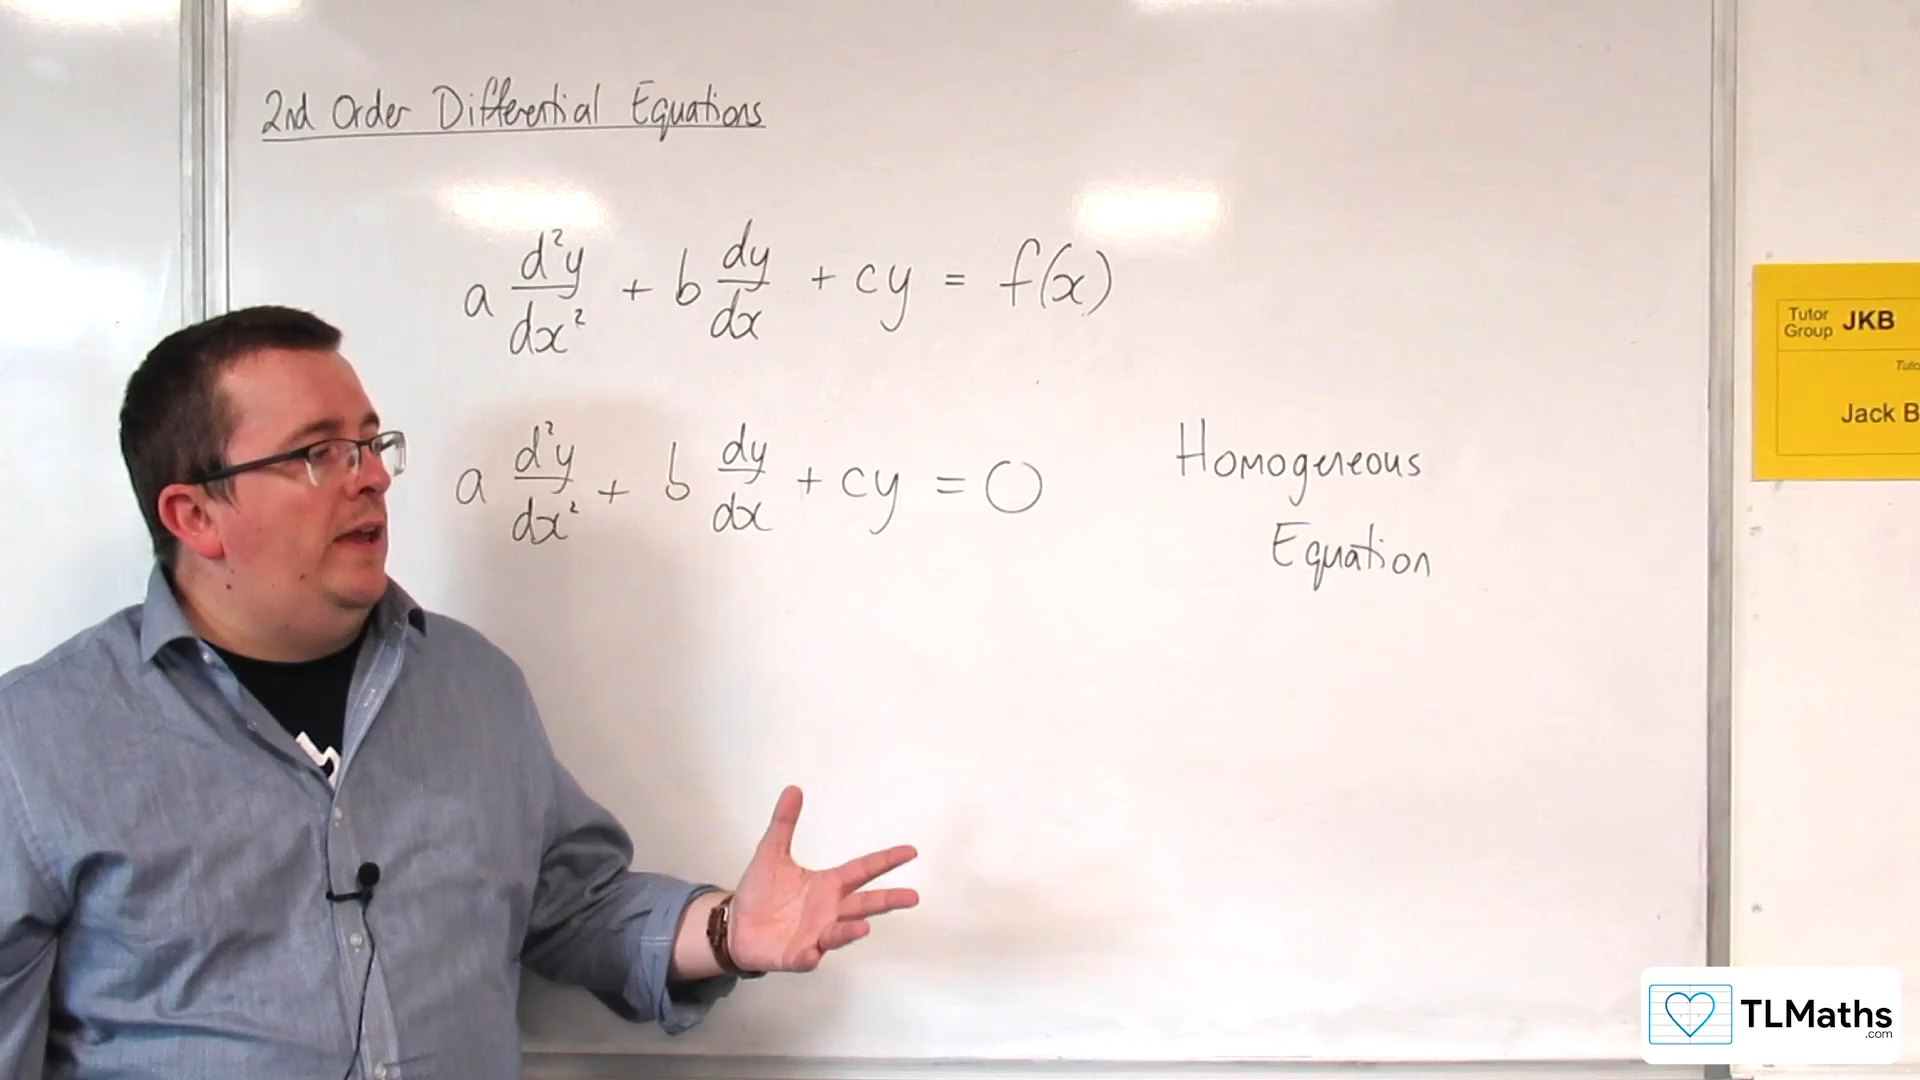 2nd Order Differential Equations
a d²y/dx² + b dy/dx + cy = f(x)
a d²y/dx² + b dy/dx + cy = 0
Homogeneous
Equation
Tutor
Group JKB
Jack B
TLMaths
.com